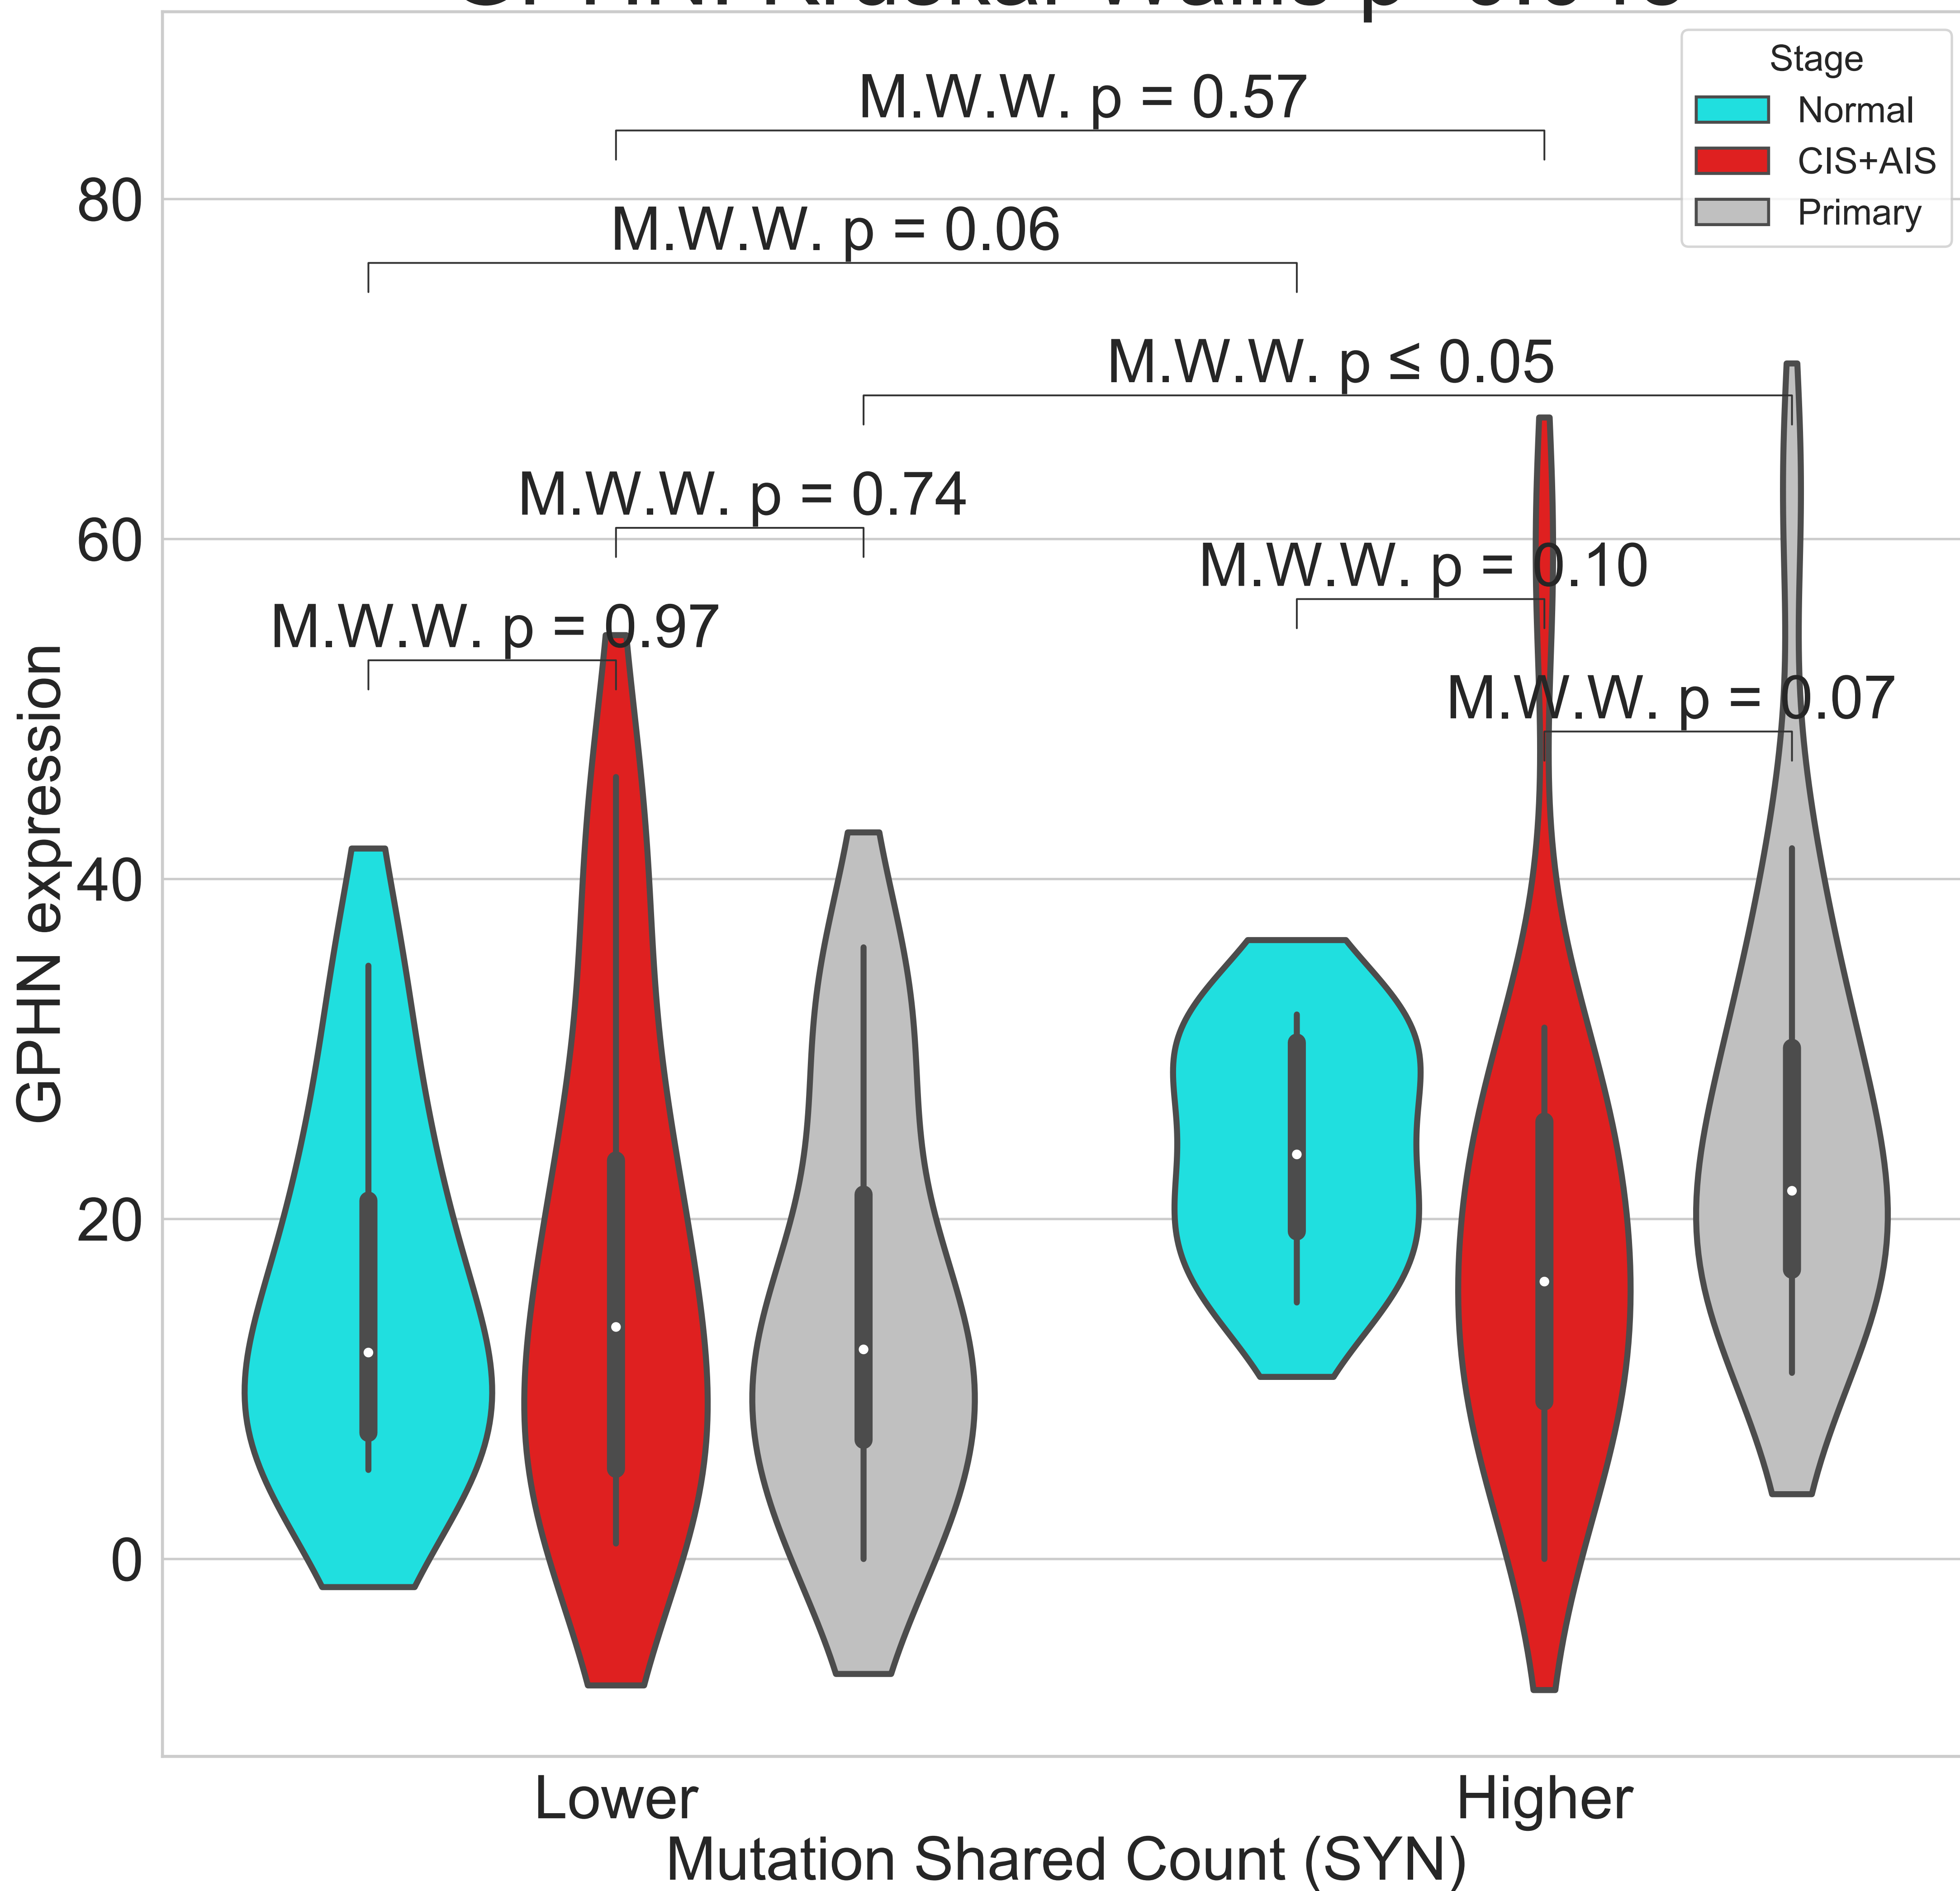 Stage
Normal
CIS+AIS
Primary
M.W.W. p = 0.57
M.W.W. p = 0.06
M.W.W. p ≤ 0.05
M.W.W. p = 0.74
M.W.W. p = 0.10
M.W.W. p = 0.97
M.W.W. p = 0.07
80
60
40
20
0
GPHN expression
Lower
Higher
Mutation Shared Count (SYN)